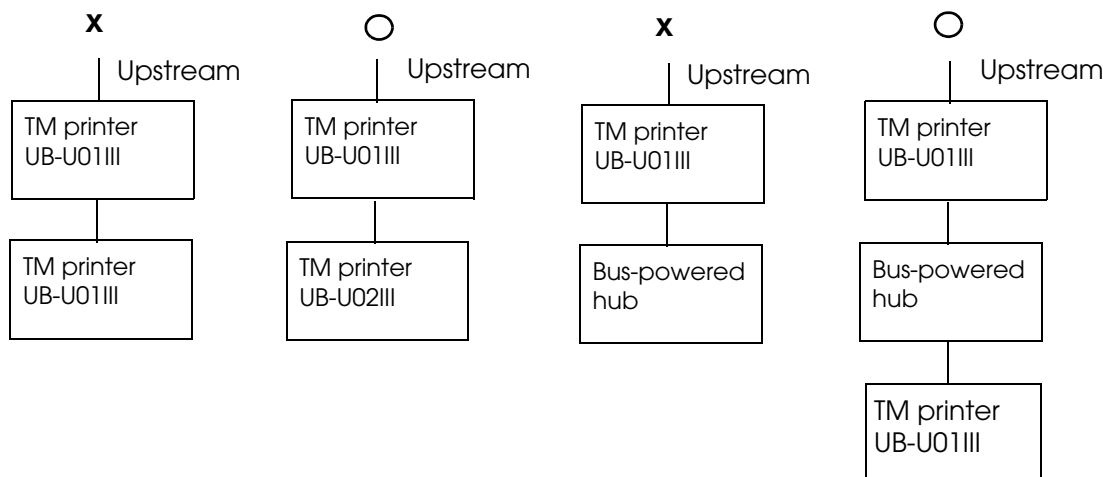 X
Upstream
TM printer
UB-U01III
TM printer
UB-U01III
O
Upstream
TM printer
UB-U01III
TM printer
UB-U02III
X
Upstream
TM printer
UB-U01III
Bus-powered
hub
O
Upstream
TM printer
UB-U01III
Bus-powered
hub
TM printer
UB-U01III